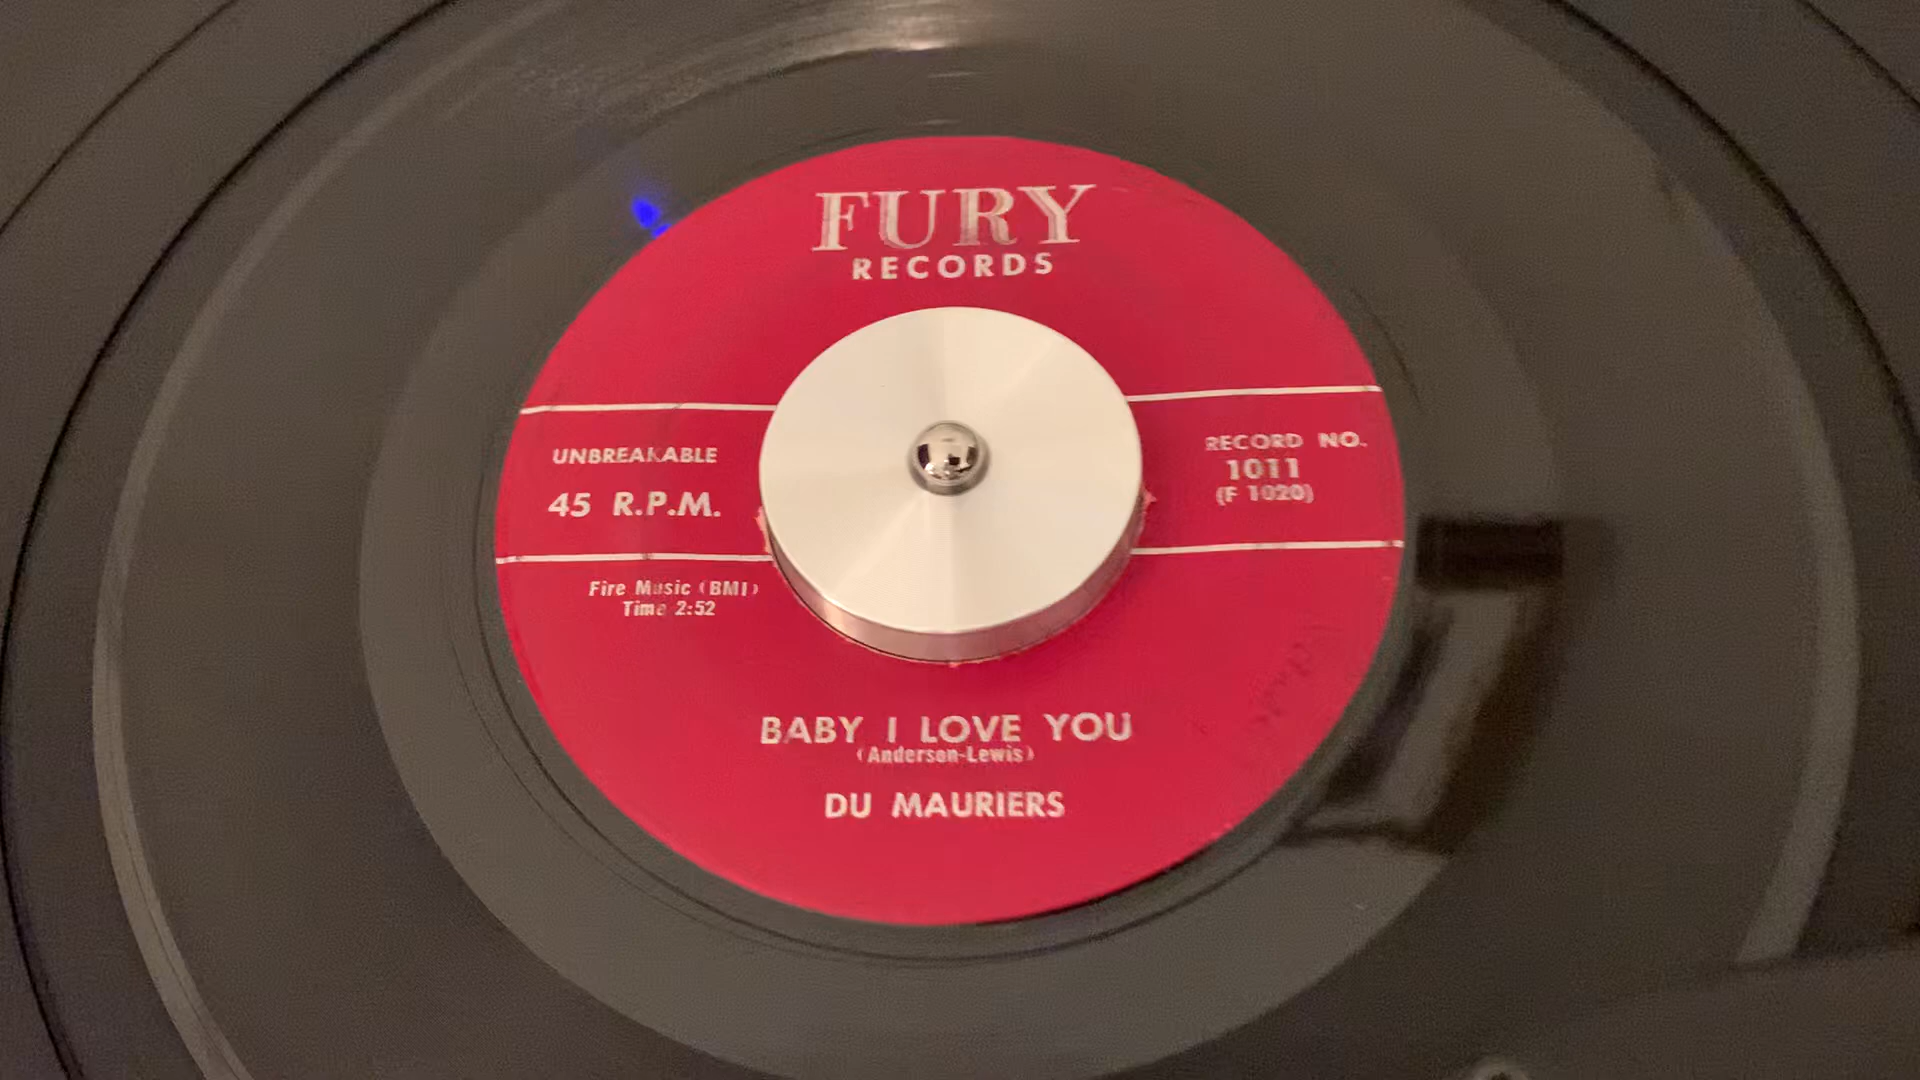 FURY
RECORDS
UNBREAKABLE
45 R.P.M.
RECORD NO.
1011
(F 1020)
Fire Music (BMI)
Time 2:52
BABY I LOVE YOU
(Anderson-Lewis)
DU MAURIERS